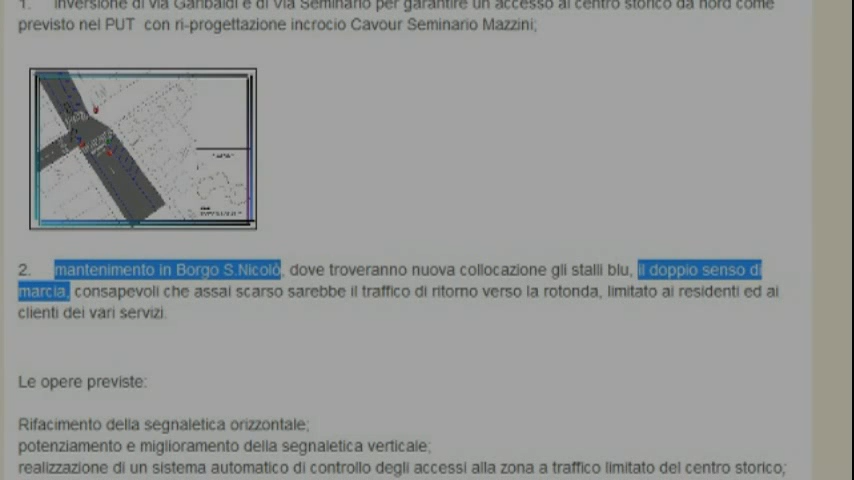 1. inversione di via Garibaldi e di Via Seminario per garantire un accesso al centro storico da nord come
previsto nel PUT con ri-progettazione incrocio Cavour Seminario Mazzini;
2. mantenimento in Borgo S.Nicolò, dove troveranno nuova collocazione gli stalli blu, il doppio senso di
marcia, consapevoli che assai scarso sarebbe il traffico di ritorno verso la rotonda, limitato ai residenti ed ai
clienti dei vari servizi.
Le opere previste:
Rifacimento della segnaletica orizzontale;
potenziamento e miglioramento della segnaletica verticale;
realizzazione di un sistema automatico di controllo degli accessi alla zona a traffico limitato del centro storico;